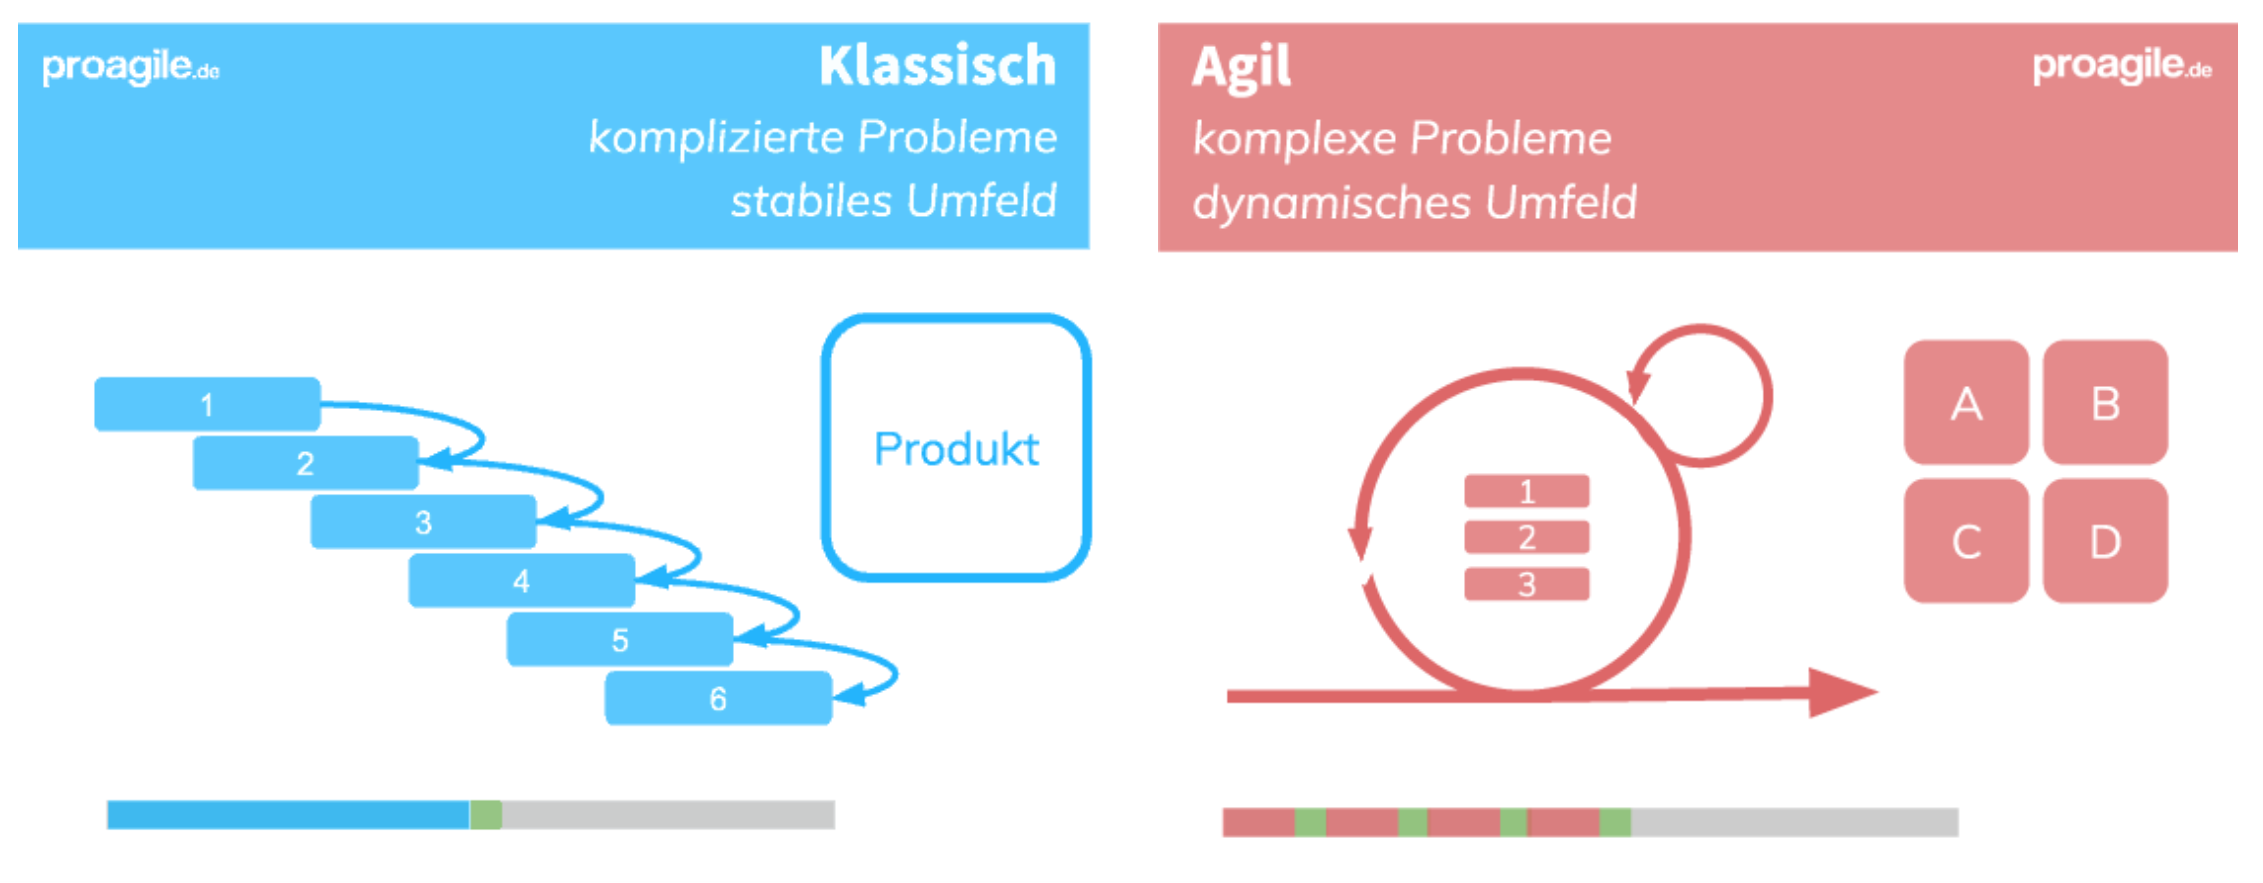 proagile.de
Klassisch
komplizierte Probleme
stabiles Umfeld
1
2
3
4
5
6
Produkt
Agil
proagile.de
komplexe Probleme
dynamisches Umfeld
1
2
3
A B
C D